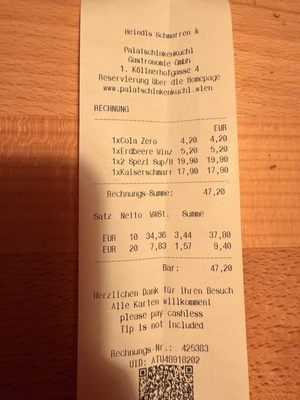 Heindls Schmarren &
Palatschinkenkuchl
Gastronomie GmbH
1. Köllnerhofgasse 4
Reservierung über die Homepage
www.palatschinkenkuchl.wien
RECHNUNG
EUR
1xCola Zero 4,20 4,20
1xErdbeere Winz 5,20 5,20
1x2 Spezi Sup/H 19,90 19,90
1xKaiserschmarr 17,90 17,90
Rechnungs-Summe: 47,20
Satz Netto MWSt. Summe
EUR 10 34,36 3,44 37,80
EUR 20 7,83 1,57 9,40
Bar: 47,20
Herzlichen Dank für Ihren Besuch
Alle Karten willkommen!
please pay cashless
Tip is not included
Rechnungs Nr.: 425383
UID: ATU48918202